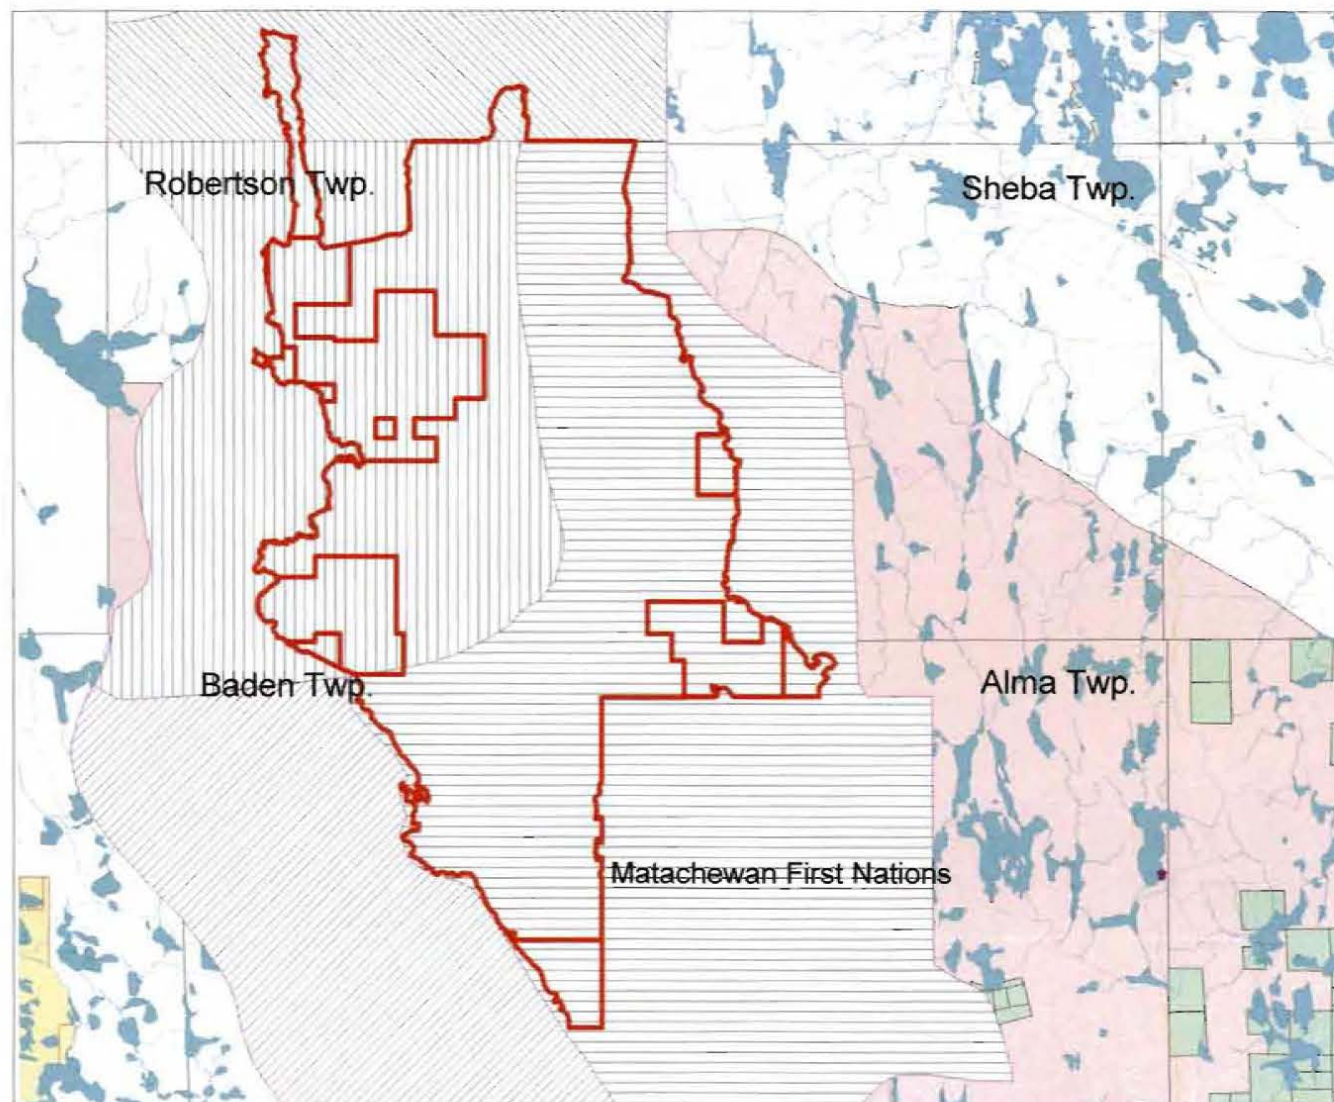 Robertson Twp.
Sheba Twp.
Baden Twp.
Alma Twp.
Matachewan First Nations